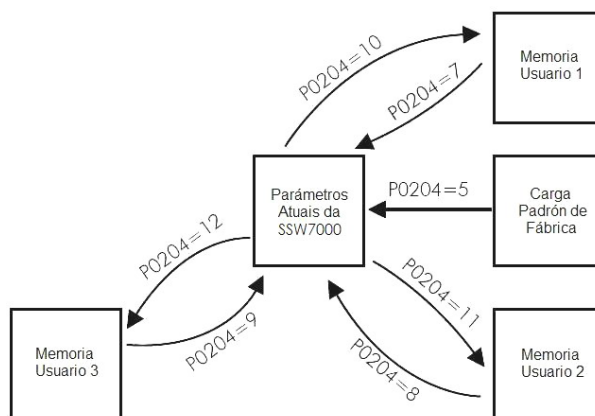 P0204=10
Memoria
Usuario 1
P0204=7
Parámetros
Atuais da
SSW7000
P0204=5
Carga
Padrón de
Fábrica
P0204=12
P0204=11
P0204=9
P0204=8
Memoria
Usuario 3
Memoria
Usuario 2